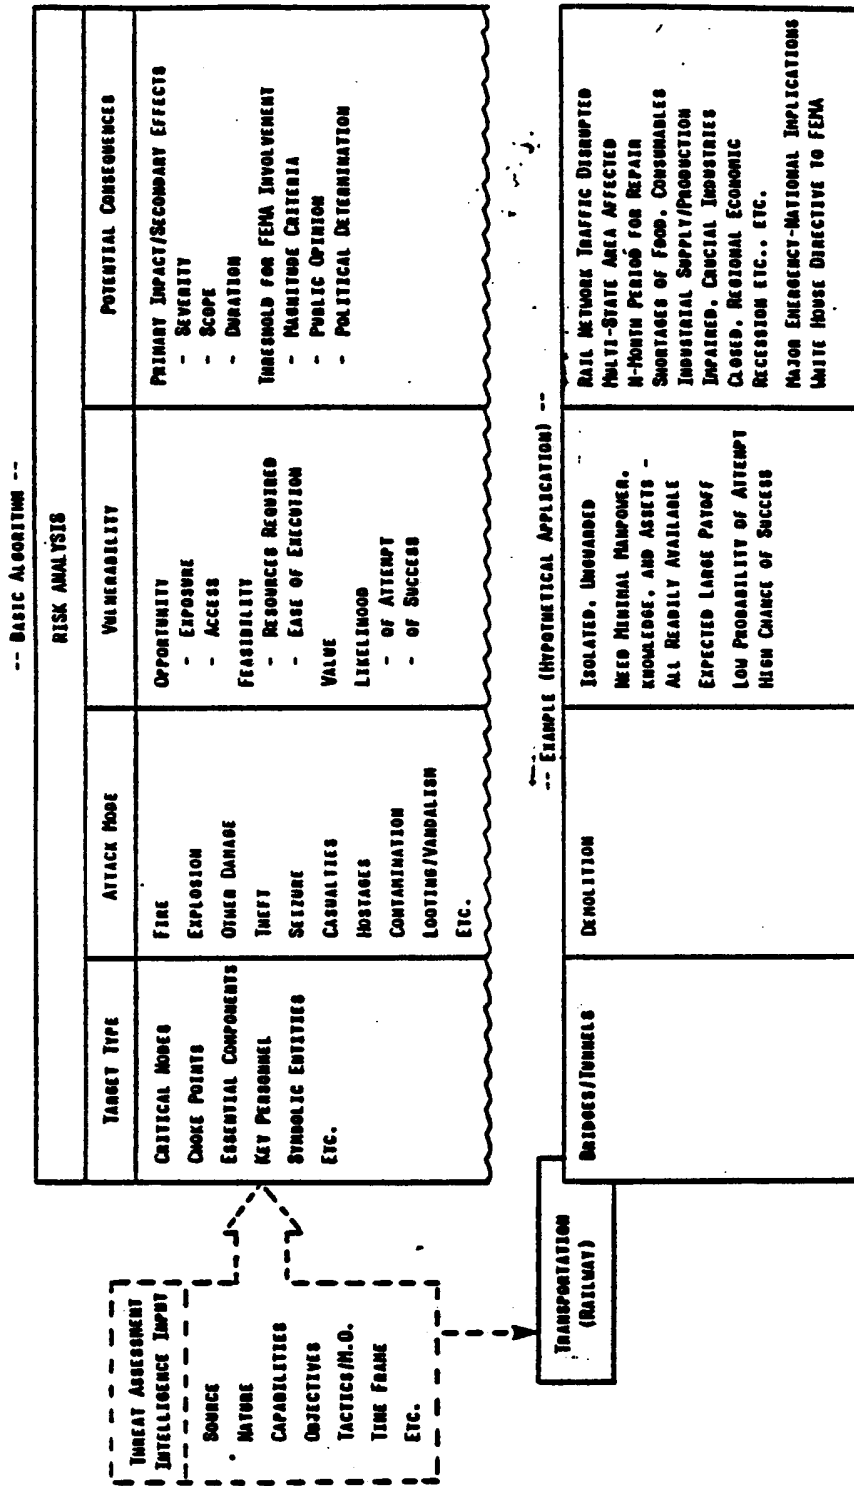 -- BASIC ALGORITHM --
RISK ANALYSIS
THREAT ASSESSMENT
INTELLIGENCE INPUT
SOURCE
NATURE
CAPABILITIES
OBJECTIVES
TACTICS/M.O.
TIME FRAME
ETC.
TARGET TYPE
CRITICAL NODES
CHOKE POINTS
ESSENTIAL COMPONENTS
KEY PERSONNEL
SYMBOLIC ENTITIES
ETC.
ATTACK MODE
FIRE
EXPLOSION
OTHER DAMAGE
THEFT
SEIZURE
CASUALTIES
HOSTAGES
CONTAMINATION
LOOTING/VANDALISM
ETC.
VULNERABILITY
OPPORTUNITY
- EXPOSURE
- ACCESS
FEASIBILITY
- RESOURCES REQUIRED
- EASE OF EXECUTION
VALUE
LIKELIHOOD
- OF ATTEMPT
- OF SUCCESS
POTENTIAL CONSEQUENCES
PRIMARY IMPACT/SECONDARY EFFECTS
- SEVERITY
- SCOPE
- DURATION
THRESHOLD FOR FEMA INVOLVEMENT
- MAGNITUDE CRITERIA
- PUBLIC OPINION
- POLITICAL DETERMINATION
-- EXAMPLE (HYPOTHETICAL APPLICATION) --
TRANSPORTATION
(RAILWAY)
BRIDGES/TUNNELS
DEMOLITION
ISOLATED, UNGUARDED
NEED MINIMAL MANPOWER,
KNOWLEDGE, AND ASSETS -
ALL READILY AVAILABLE
EXPECTED LARGE PAYOFF
LOW PROBABILITY OF ATTEMPT
HIGH CHANCE OF SUCCESS
RAIL NETWORK TRAFFIC DISRUPTED
MULTI-STATE AREA AFFECTED
N-MONTH PERIOD FOR REPAIR
SHORTAGES OF FOOD, CONSUMABLES
INDUSTRIAL SUPPLY/PRODUCTION
IMPAIRED, CRUCIAL INDUSTRIES
CLOSED, REGIONAL ECONOMIC
RECESSION ETC., ETC.
MAJOR EMERGENCY-NATIONAL IMPLICATIONS
WHITE HOUSE DIRECTIVE TO FEMA